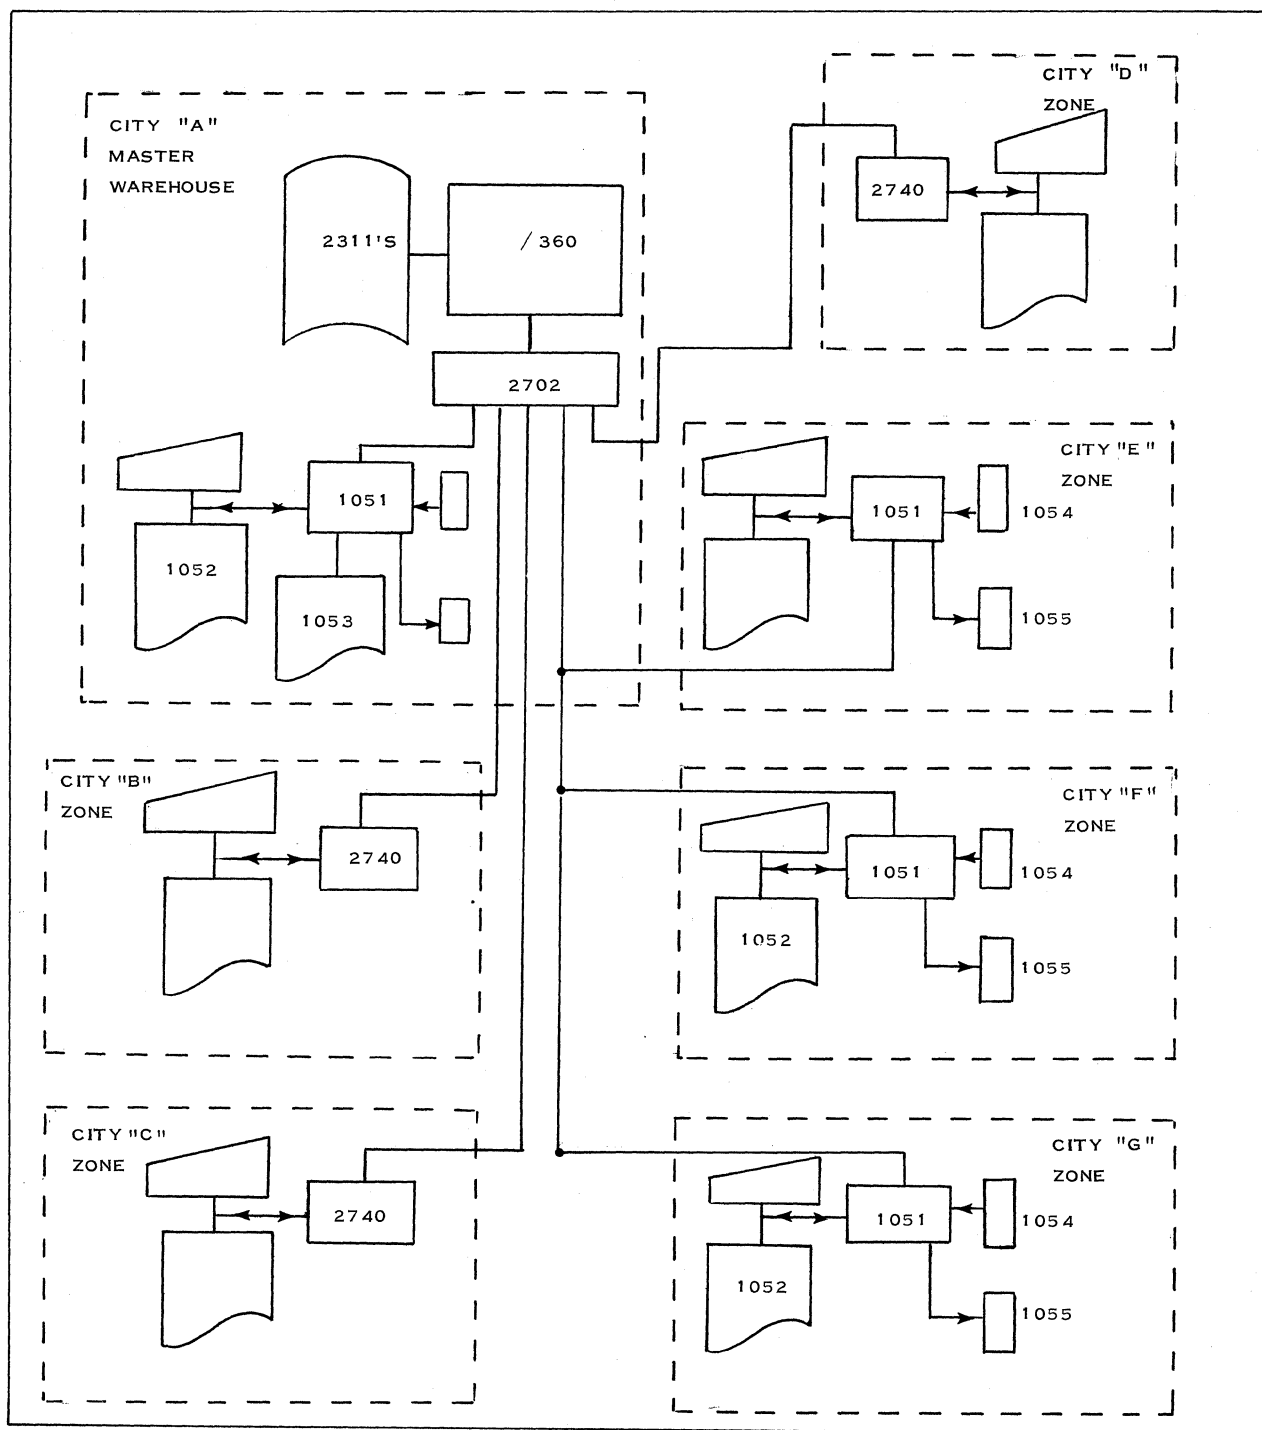 CITY "A"
MASTER
WAREHOUSE
2311'S
/360
2702
1051
1052
1053
CITY "D"
ZONE
2740
CITY "E"
ZONE
1051
1054
1055
CITY "B"
ZONE
2740
CITY "F"
ZONE
1051
1054
1052
1055
CITY "C"
ZONE
2740
CITY "G"
ZONE
1051
1054
1052
1055